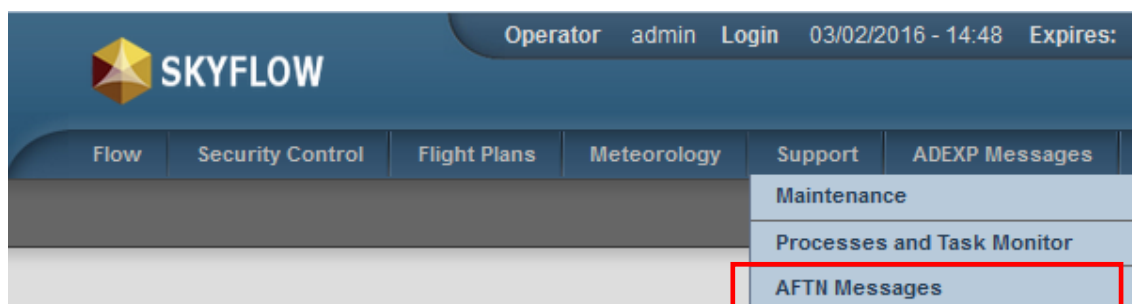 Operator admin Login 03/02/2016 - 14:48 Expires:
SKYFLOW
Flow Security Control Flight Plans Meteorology Support ADEXP Messages
Maintenance
Processes and Task Monitor
AFTN Messages